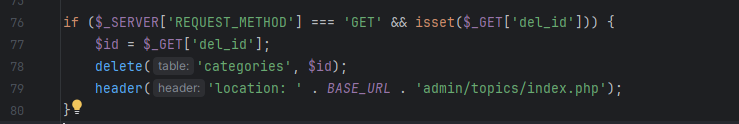 76 if ($_SERVER['REQUEST_METHOD'] === 'GET' && isset($_GET['del_id'])) {
77 $id = $_GET['del_id'];
78 delete( table: 'categories', $id);
79 header( header: 'location: ' . BASE_URL . 'admin/topics/index.php');
80 }